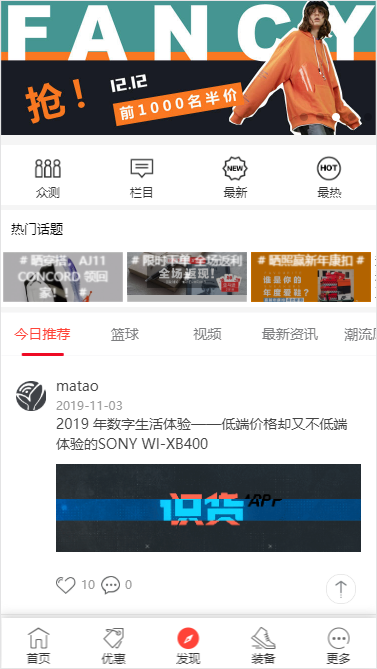 FANCY
抢！
12.12
前1000名半价
众测
栏目
NEW
最新
HOT
最热
热门话题
# 晒穿搭，AJ11 CONCORD 领回家！！ #
# 限时下单 全场返利 #
全场返现！
# 晒照赢新年康扣 #
谁是你的
年度爱鞋？
今日推荐 篮球 视频 最新资讯
matao
2019-11-03
2019 年数字生活体验——低端价格却又不低端
体验的SONY WI-XB400
识货 APP
10 0
首页 优惠 发现 装备 更多